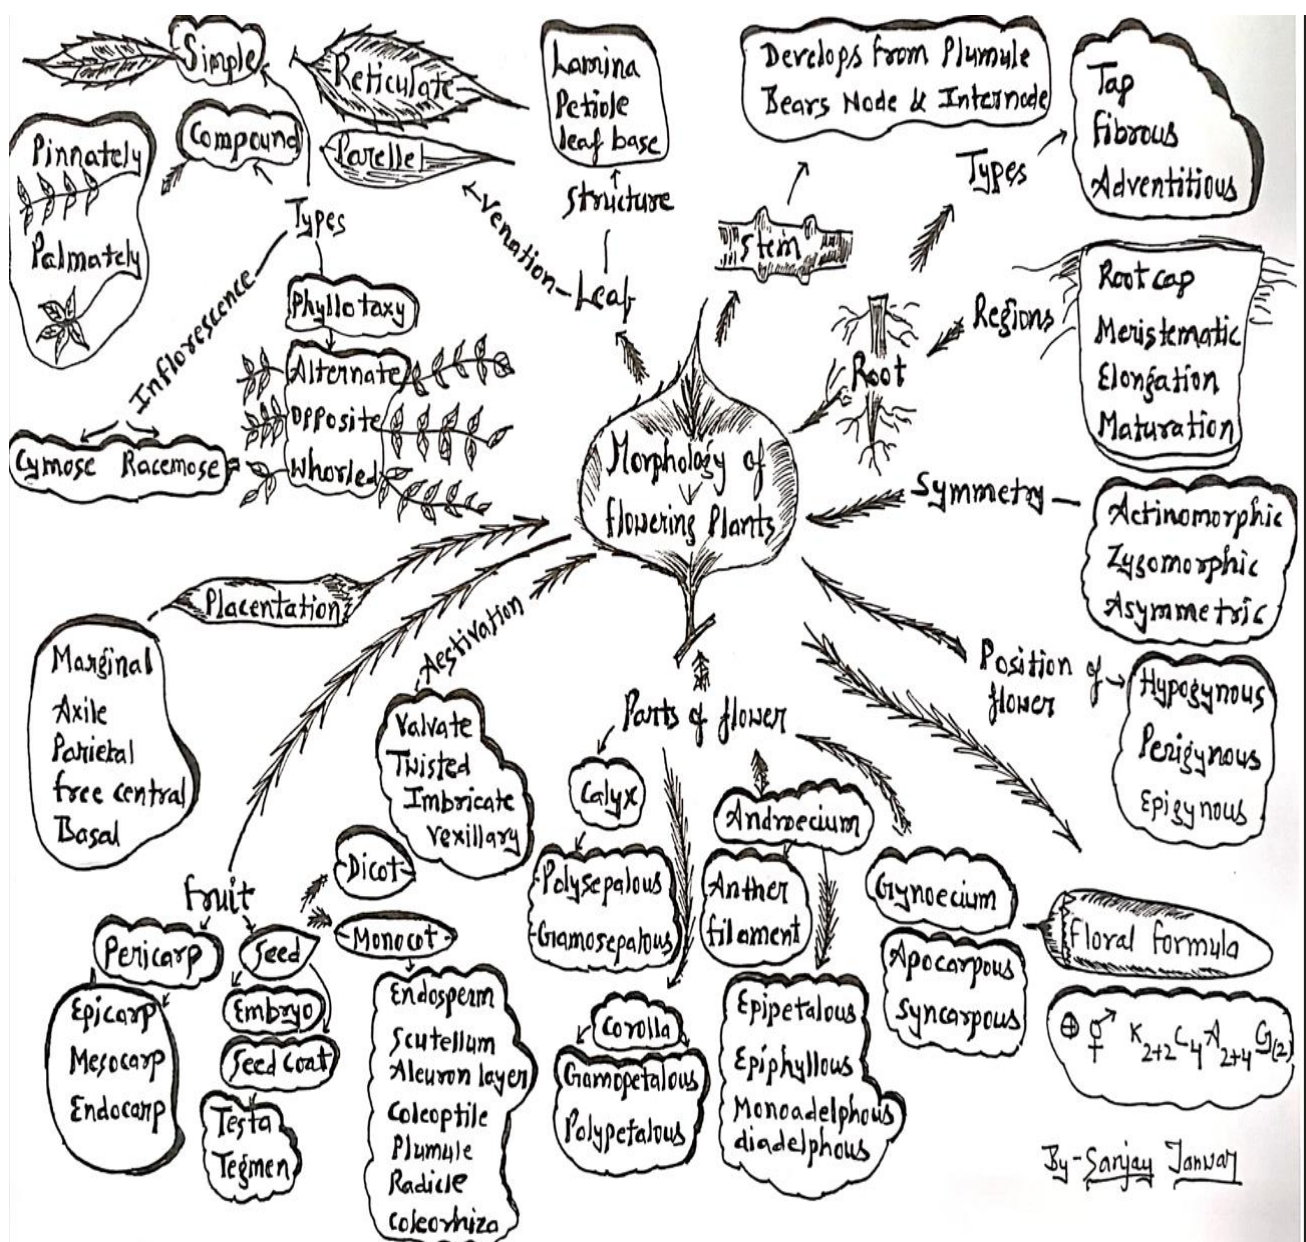 Simple
Compound
Pinnately
Palmately
Types
Reticulate
Parellel
Venation
Lamina
Petiole
leaf base
Structure
Leaf
Develops from Plumule
Bears Node & Internode
Stem
Types
Tap
Fibrous
Adventitious
Root
Regions
Root cap
Meristematic
Elongation
Maturation
Phyllotaxy
Alternate
Opposite
Whorled
Inflorescence
Cymose Racemose
Morphology of
flowering Plants
Symmetry
Actinomorphic
Zygomorphic
Asymmetric
Placentation
Marginal
Axile
Parietal
free central
Basal
Aestivation
Valvate
Twisted
Imbricate
Vexillary
Position of
flower
Hypogynous
Perigynous
Epigynous
Parts of flower
Calyx
Polysepalous
Gamosepalous
Corolla
Gamopetalous
Polypetalous
Androecium
Anther
filament
Epipetalous
Epiphyllous
Monoadelphous
diadelphous
Gynoecium
Apocarpous
Syncarpous
Floral formula
⊕ ⚥ K2+2 C4 A2+4 G(2)
Fruit
Pericarp
Epicarp
Mesocarp
Endocarp
Seed
Embryo
Seed Coat
Testa
Tegmen
Dicot
Monocot
Endosperm
Scutellum
Aleuron layer
Coleoptile
Plumule
Radicle
Coleorhiza
By-Sanjay Janwar